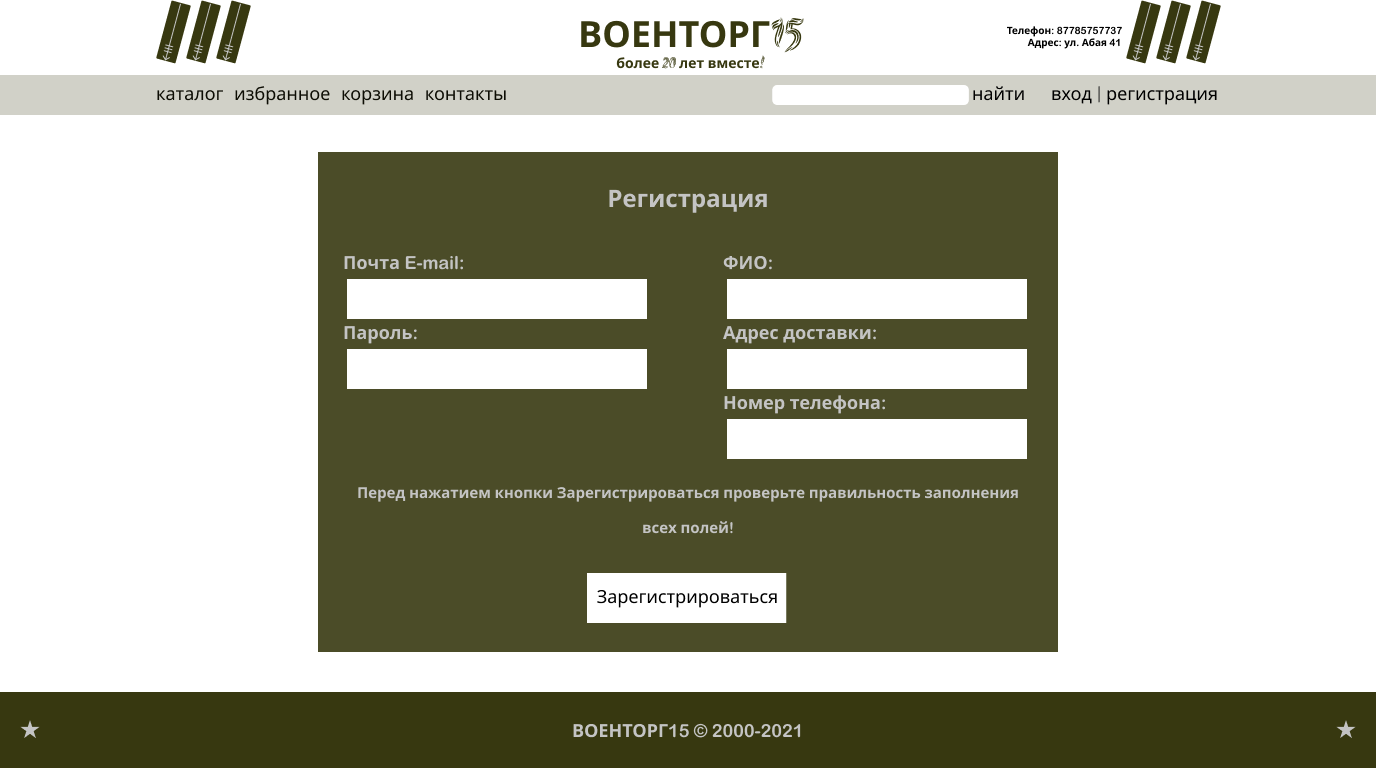 ВОЕНТОРГ15
более 20 лет вместе!
Телефон: 87785757737
Адрес: ул. Абая 41
каталог избранное корзина контакты найти вход | регистрация
Регистрация
Почта E-mail: ФИО:
Пароль: Адрес доставки:
Номер телефона:
Перед нажатием кнопки Зарегистрироваться проверьте правильность заполнения
всех полей!
Зарегистрироваться
★ ВОЕНТОРГ15 © 2000-2021 ★